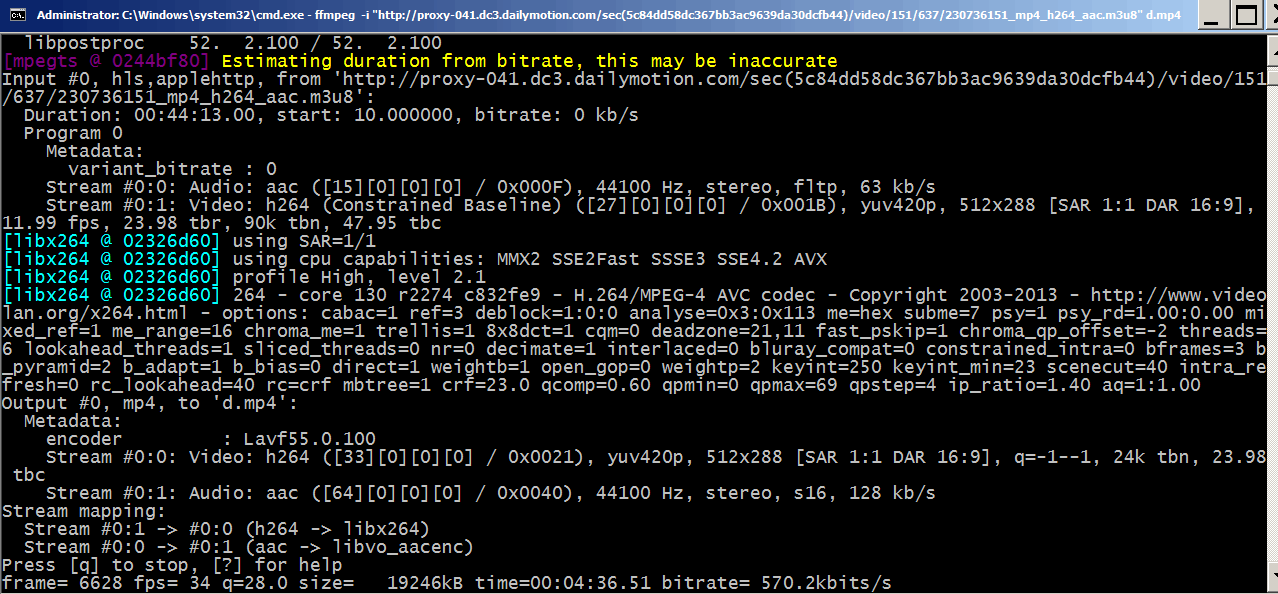 Administrator: C:\Windows\system32\cmd.exe - ffmpeg -i "http://proxy-041.dc3.dailymotion.com/sec(5c84dd58dc367bb3ac9639da30dcfb44)/video/151/637/230736151_mp4_h264_aac.m3u8" d.mp4
libpostproc    52.  2.100 / 52.  2.100
[mpegts @ 0244bf80] Estimating duration from bitrate, this may be inaccurate
Input #0, hls,applehttp, from 'http://proxy-041.dc3.dailymotion.com/sec(5c84dd58dc367bb3ac9639da30dcfb44)/video/151
/637/230736151_mp4_h264_aac.m3u8':
  Duration: 00:44:13.00, start: 10.000000, bitrate: 0 kb/s
  Program 0
    Metadata:
      variant_bitrate : 0
    Stream #0:0: Audio: aac ([15][0][0][0] / 0x000F), 44100 Hz, stereo, fltp, 63 kb/s
    Stream #0:1: Video: h264 (Constrained Baseline) ([27][0][0][0] / 0x001B), yuv420p, 512x288 [SAR 1:1 DAR 16:9],
11.99 fps, 23.98 tbr, 90k tbn, 47.95 tbc
[libx264 @ 02326d60] using SAR=1/1
[libx264 @ 02326d60] using cpu capabilities: MMX2 SSE2Fast SSSE3 SSE4.2 AVX
[libx264 @ 02326d60] profile High, level 2.1
[libx264 @ 02326d60] 264 - core 130 r2274 c832fe9 - H.264/MPEG-4 AVC codec - Copyright 2003-2013 - http://www.video
lan.org/x264.html - options: cabac=1 ref=3 deblock=1:0:0 analyse=0x3:0x113 me=hex subme=7 psy=1 psy_rd=1.00:0.00 mi
xed_ref=1 me_range=16 chroma_me=1 trellis=1 8x8dct=1 cqm=0 deadzone=21,11 fast_pskip=1 chroma_qp_offset=-2 threads=
6 lookahead_threads=1 sliced_threads=0 nr=0 decimate=1 interlaced=0 bluray_compat=0 constrained_intra=0 bframes=3 b
_pyramid=2 b_adapt=1 b_bias=0 direct=1 weightb=1 open_gop=0 weightp=2 keyint=250 keyint_min=23 scenecut=40 intra_re
fresh=0 rc_lookahead=40 rc=crf mbtree=1 crf=23.0 qcomp=0.60 qpmin=0 qpmax=69 qpstep=4 ip_ratio=1.40 aq=1:1.00
Output #0, mp4, to 'd.mp4':
  Metadata:
    encoder         : Lavf55.0.100
    Stream #0:0: Video: h264 ([33][0][0][0] / 0x0021), yuv420p, 512x288 [SAR 1:1 DAR 16:9], q=-1--1, 24k tbn, 23.98
 tbc
    Stream #0:1: Audio: aac ([64][0][0][0] / 0x0040), 44100 Hz, stereo, s16, 128 kb/s
Stream mapping:
  Stream #0:1 -> #0:0 (h264 -> libx264)
  Stream #0:0 -> #0:1 (aac -> libvo_aacenc)
Press [q] to stop, [?] for help
frame= 6628 fps= 34 q=28.0 size=   19246kB time=00:04:36.51 bitrate= 570.2kbits/s